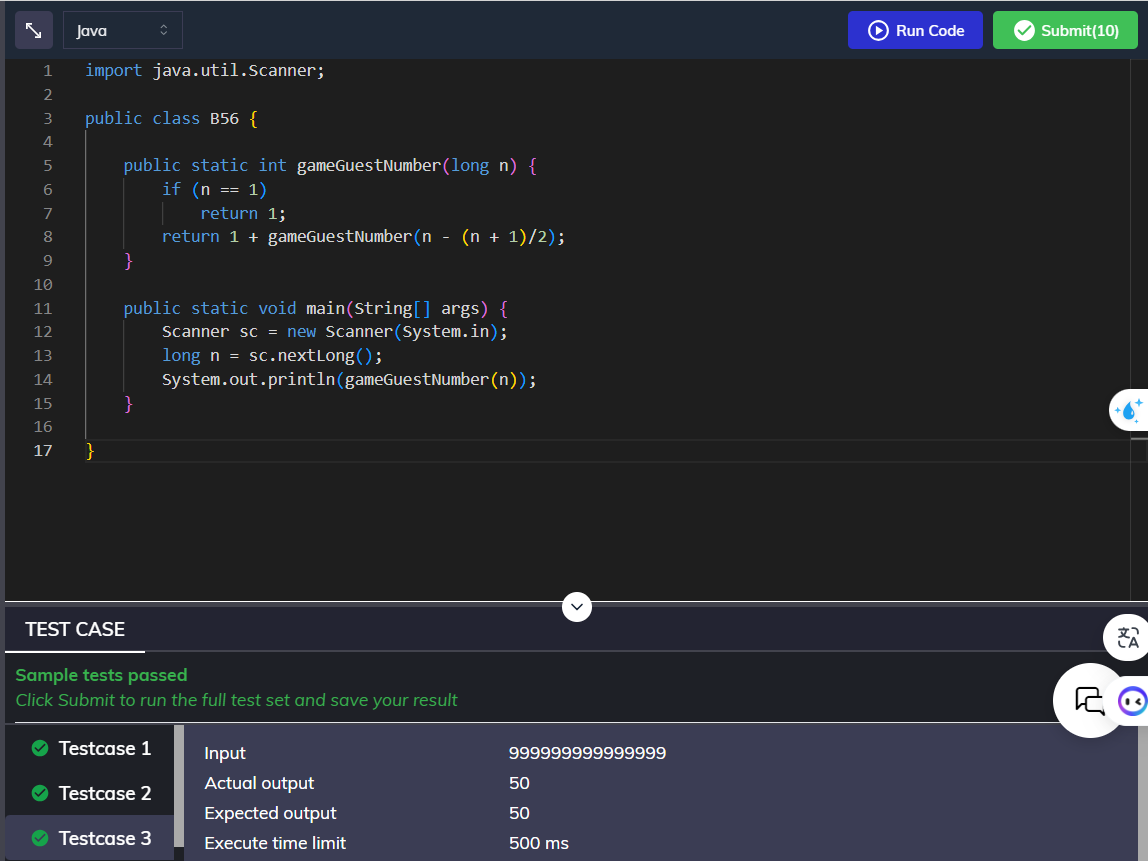 Java
Run Code
Submit(10)
1 import java.util.Scanner;
2
3 public class B56 {
4
5 public static int gameGuestNumber(long n) {
6 if (n == 1)
7 return 1;
8 return 1 + gameGuestNumber(n - (n + 1)/2);
9 }
10
11 public static void main(String[] args) {
12 Scanner sc = new Scanner(System.in);
13 long n = sc.nextLong();
14 System.out.println(gameGuestNumber(n));
15 }
16
17 }
TEST CASE
文A
Sample tests passed
Click Submit to run the full test set and save your result
Testcase 1
Testcase 2
Testcase 3
Input 999999999999999
Actual output 50
Expected output 50
Execute time limit 500 ms